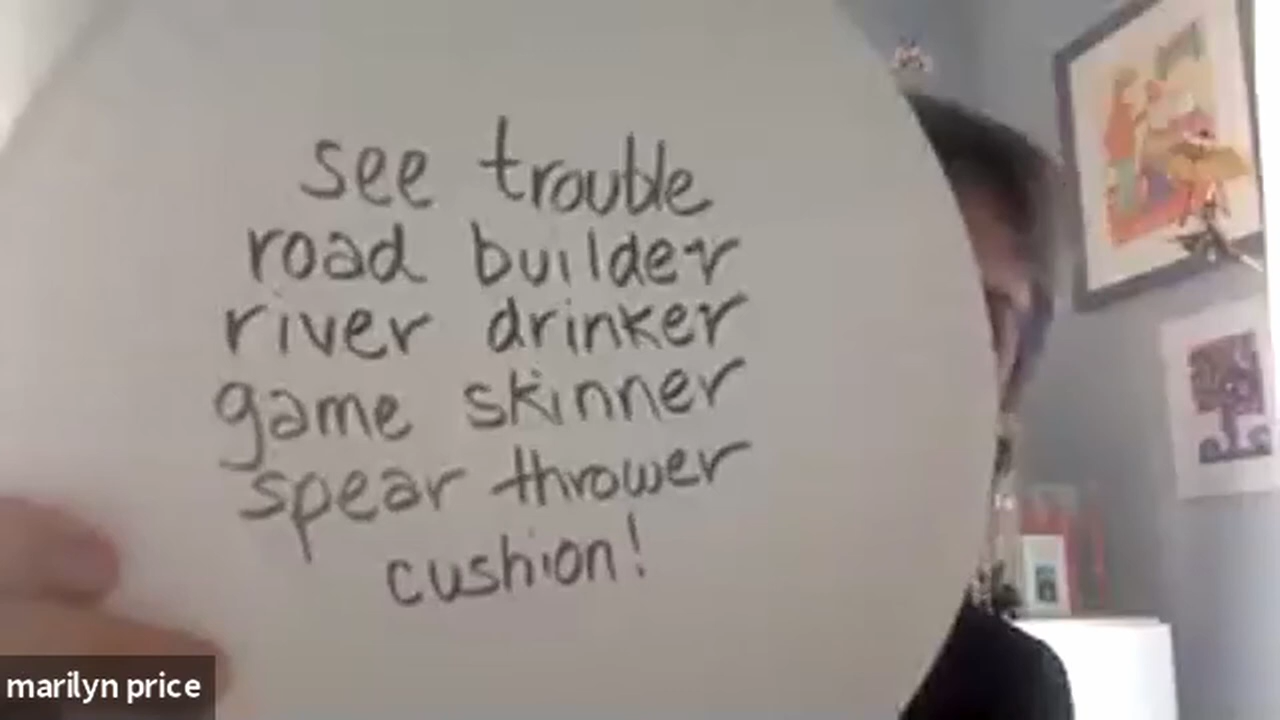 see trouble
road builder
river drinker
game skinner
spear thrower
cushion!
marilyn price